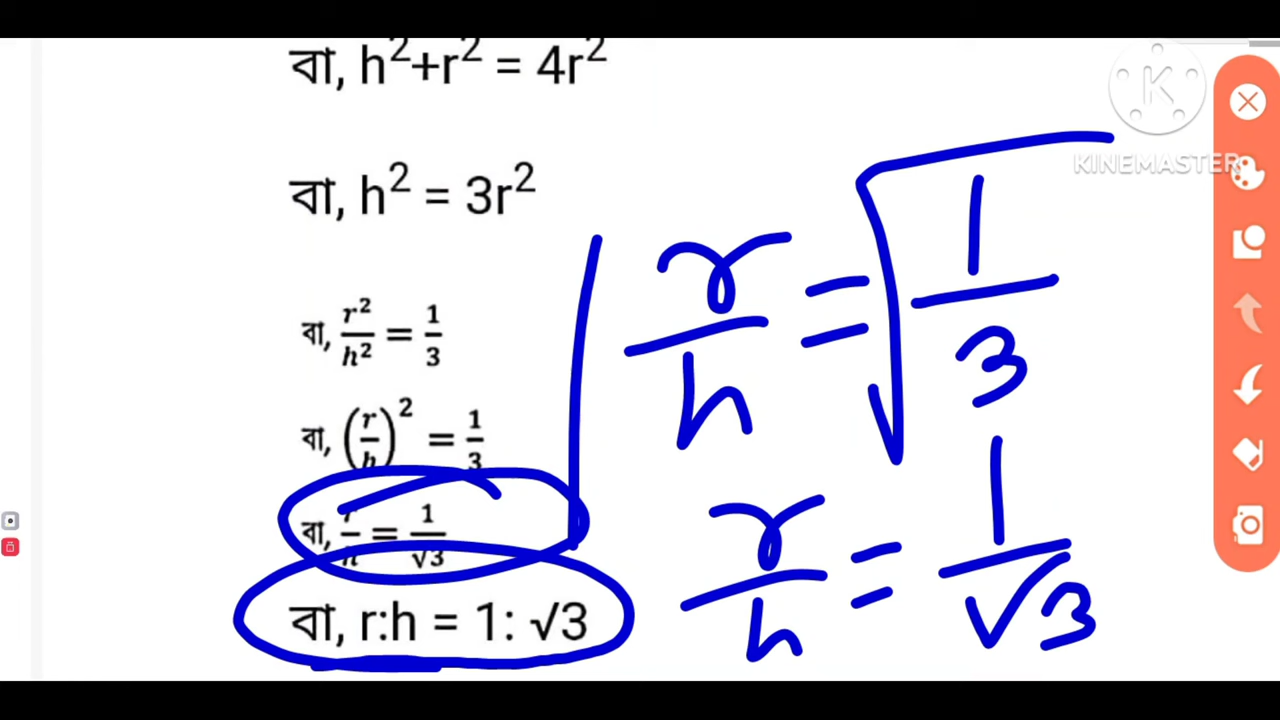 বা, h²+r² = 4r²
বা, h² = 3r²
বা, r²/h² = 1/3
বা, (r/h)² = 1/3
বা, r/h = 1/√3
বা, r:h = 1: √3
r/h = √(1/3)
r/h = 1/√3
K
KINEMASTER